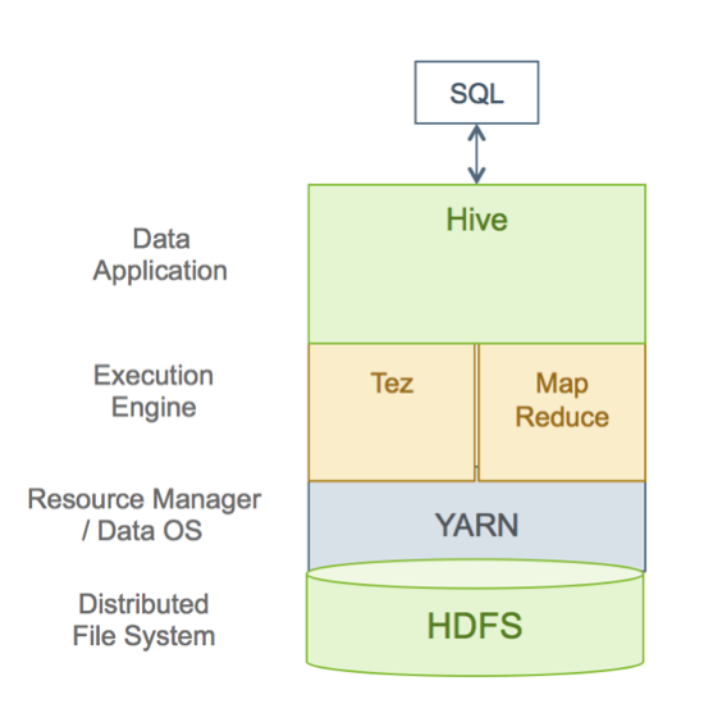 SQL
Hive
Data
Application
Execution
Engine
Tez
Map
Reduce
Resource Manager
/ Data OS
YARN
Distributed
File System
HDFS